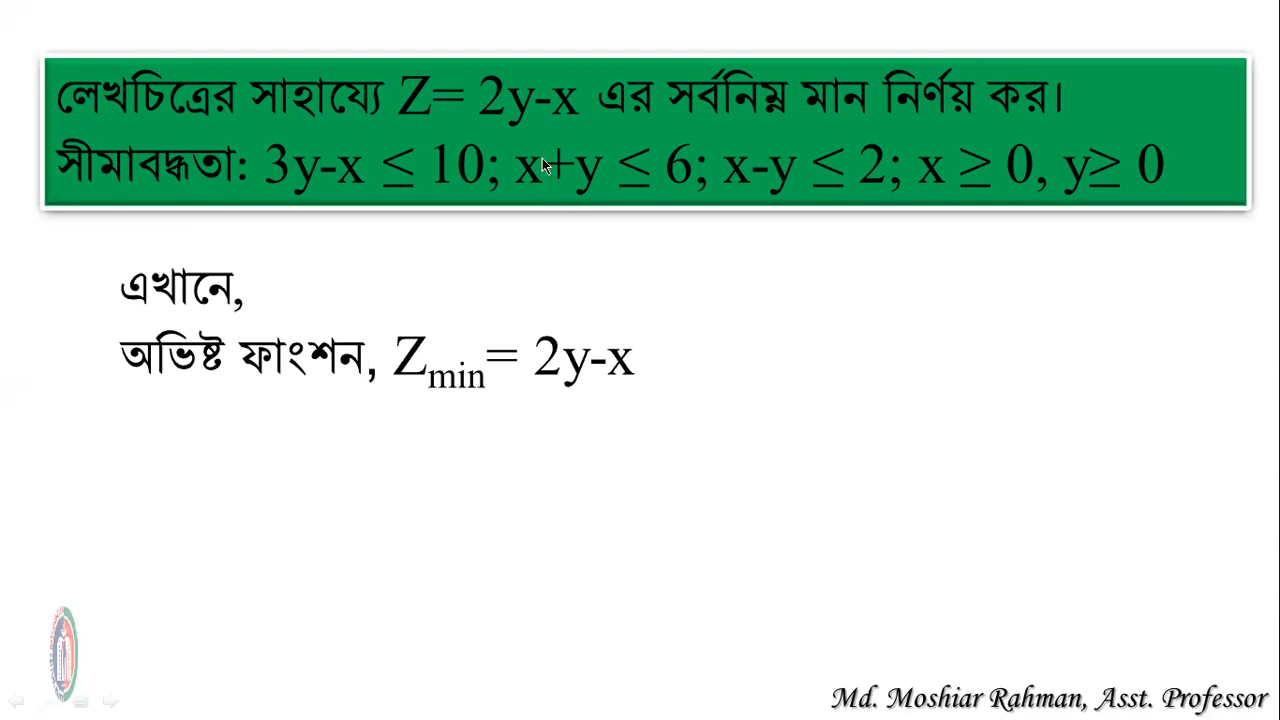 লেখচিত্রের সাহায্যে Z= 2y-x এর সর্বনিম্ন মান নির্ণয় কর।
সীমাবদ্ধতা: 3y-x ≤ 10; x+y ≤ 6; x-y ≤ 2; x ≥ 0, y≥ 0
এখানে,
অভিষ্ট ফাংশন, Zmin= 2y-x
Md. Moshiar Rahman, Asst. Professor